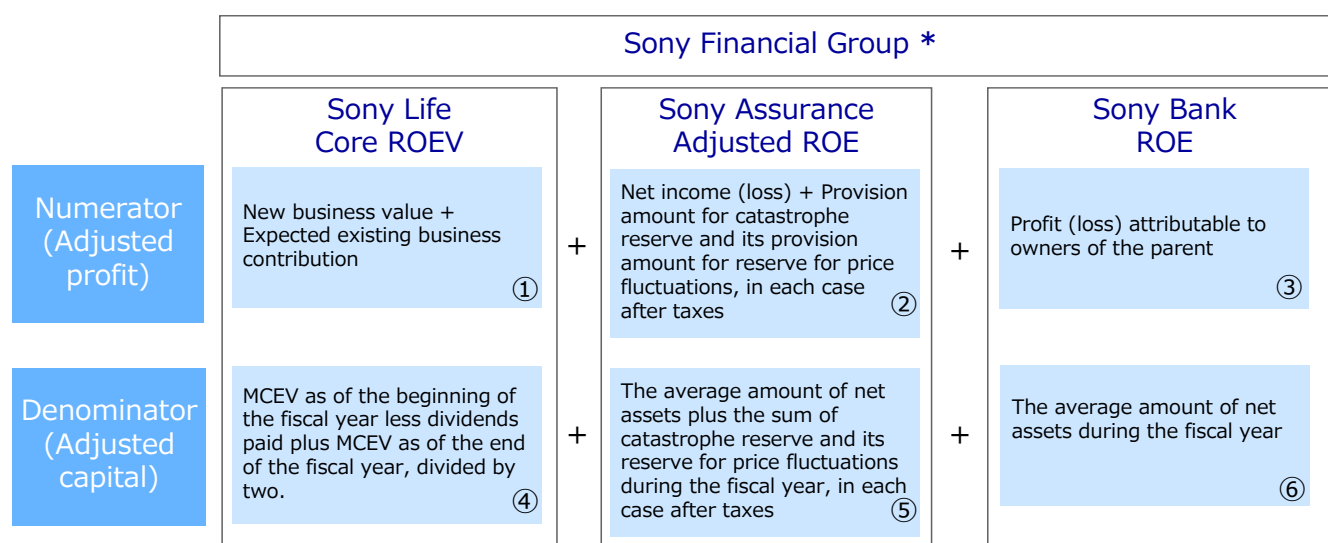 Sony Financial Group *
Sony Life
Core ROEV
Sony Assurance
Adjusted ROE
Sony Bank
ROE
Numerator
(Adjusted
profit)
New business value +
Expected existing business
contribution
①
+
Net income (loss) + Provision
amount for catastrophe
reserve and its provision
amount for reserve for price
fluctuations, in each case
after taxes
②
+
Profit (loss) attributable to
owners of the parent
③
Denominator
(Adjusted
capital)
MCEV as of the beginning of
the fiscal year less dividends
paid plus MCEV as of the end
of the fiscal year, divided by
two.
④
+
The average amount of net
assets plus the sum of
catastrophe reserve and its
reserve for price fluctuations
during the fiscal year, in each
case after taxes
⑤
+
The average amount of net
assets during the fiscal year
⑥